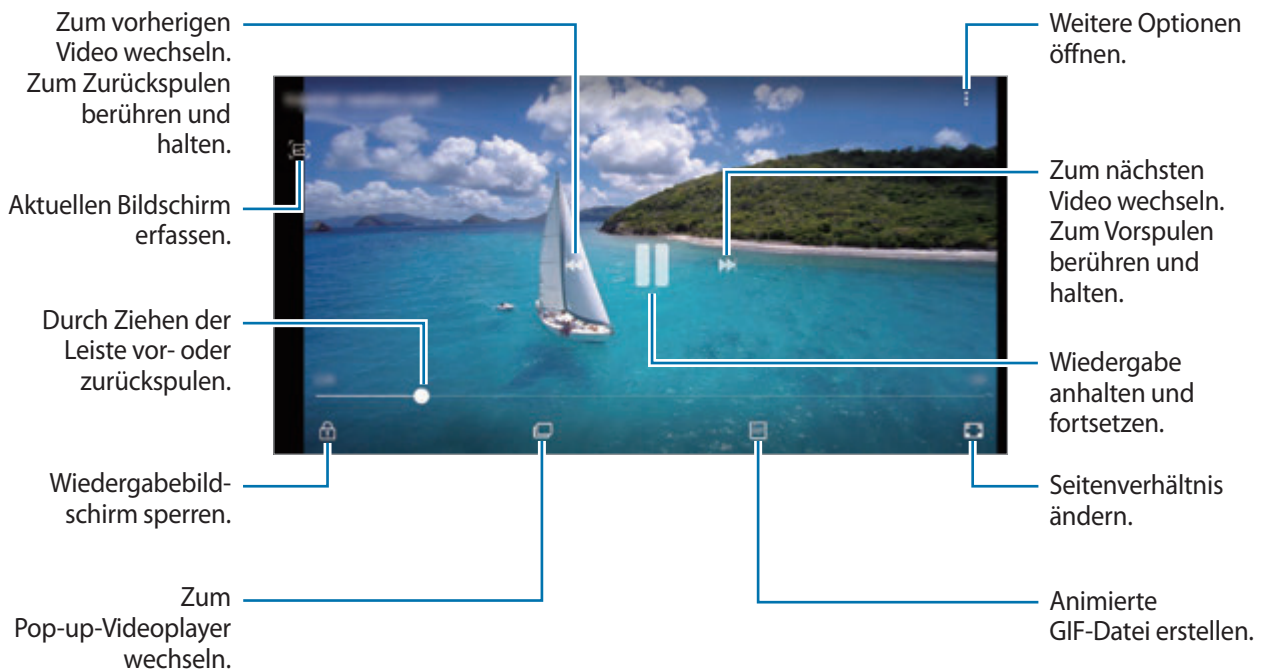 Zum vorherigen
Video wechseln.
Zum Zurückspulen
berühren und
halten.
Aktuellen Bildschirm
erfassen.
Durch Ziehen der
Leiste vor- oder
zurückspulen.
Wiedergabebild-
schirm sperren.
Zum
Pop-up-Videoplayer
wechseln.
Weitere Optionen
öffnen.
Zum nächsten
Video wechseln.
Zum Vorspulen
berühren und
halten.
Wiedergabe
anhalten und
fortsetzen.
Seitenverhältnis
ändern.
Animierte
GIF-Datei erstellen.